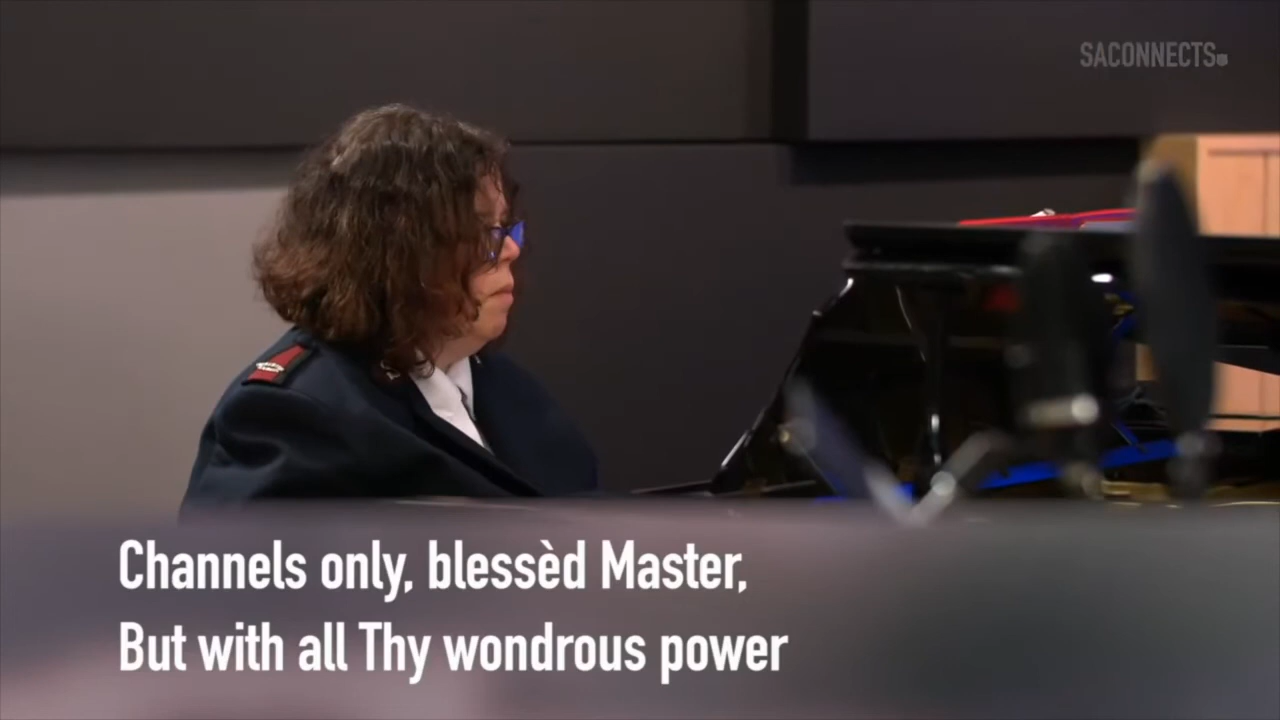 SACONNECTS
Channels only, blessèd Master,
But with all Thy wondrous power